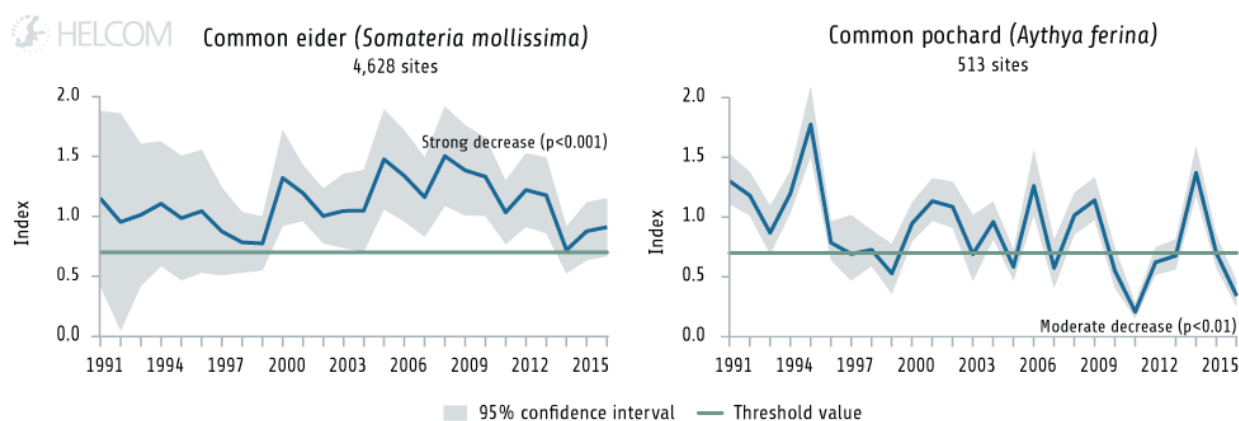 HELCOM
Common eider (Somateria mollissima)
4,628 sites
2.0
1.5
1.0
0.5
0.0
Index
Strong decrease (p<0.001)
1991 1994 1997 2000 2003 2006 2009 2012 2015
Common pochard (Aythya ferina)
513 sites
2.0
1.5
1.0
0.5
0.0
Index
Moderate decrease (p<0.01)
1991 1994 1997 2000 2003 2006 2009 2012 2015
95% confidence interval Threshold value